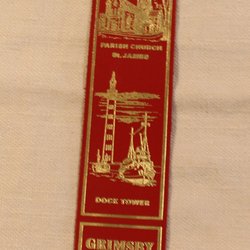 PARISH CHURCH
St. JAMES
DOCK TOWER
GRIMSBY